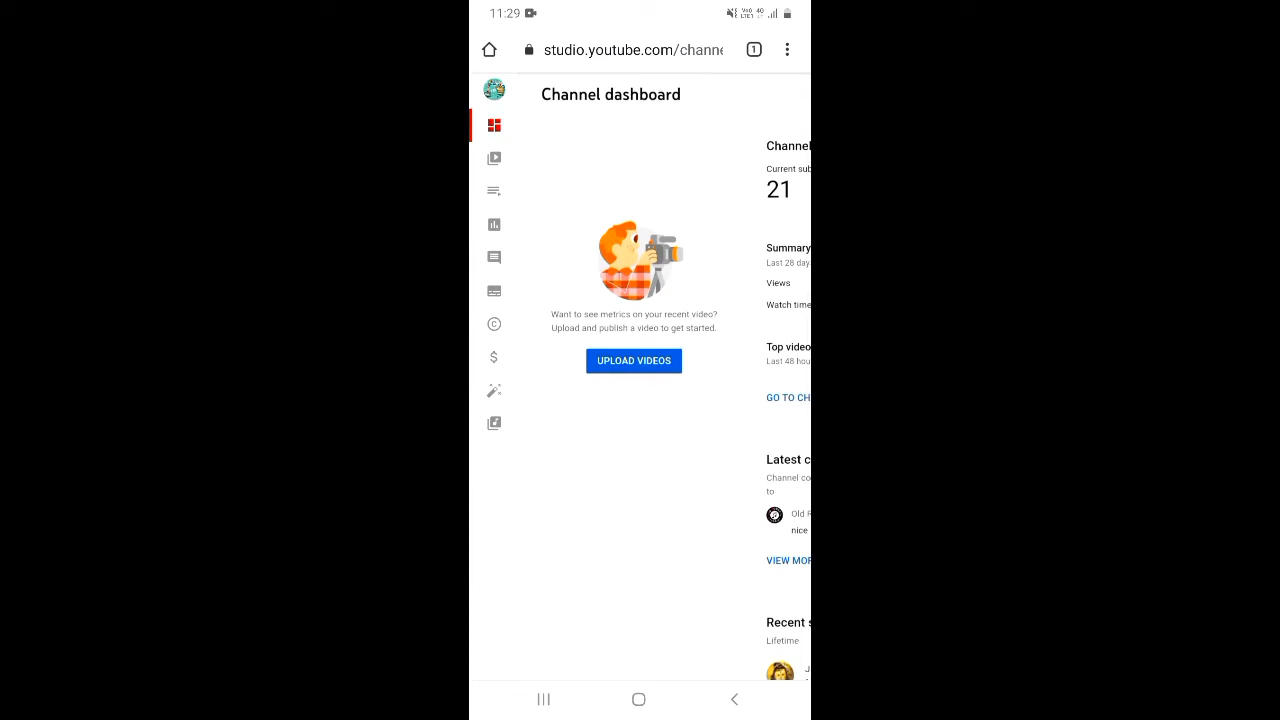 11:29
studio.youtube.com/channe
1
Channel dashboard
Want to see metrics on your recent video?
Upload and publish a video to get started.
UPLOAD VIDEOS
Channel
Current sub
21
Summary
Last 28 day
Views
Watch time
Top video
Last 48 hou
GO TO CH
Latest c
Channel co
to
Old R
nice
VIEW MOR
Recent s
Lifetime